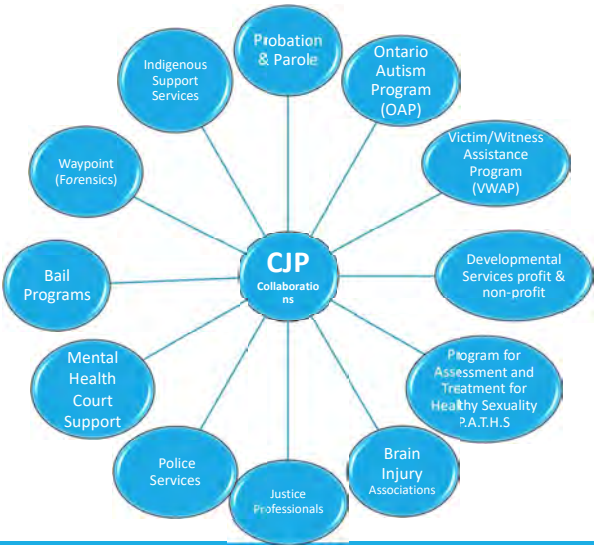 Probation
& Parole
Ontario
Autism
Program
(OAP)
Victim/Witness
Assistance
Program
(VWAP)
Developmental
Services profit &
non-profit
Program for
Assessment and
Treatment for
Healthy Sexuality
P.A.T.H.S
Brain
Injury
Associations
Justice
Professionals
Police
Services
Mental
Health
Court
Support
Bail
Programs
Waypoint
(Forensics)
Indigenous
Support
Services
CJP
Collaboratio
ns